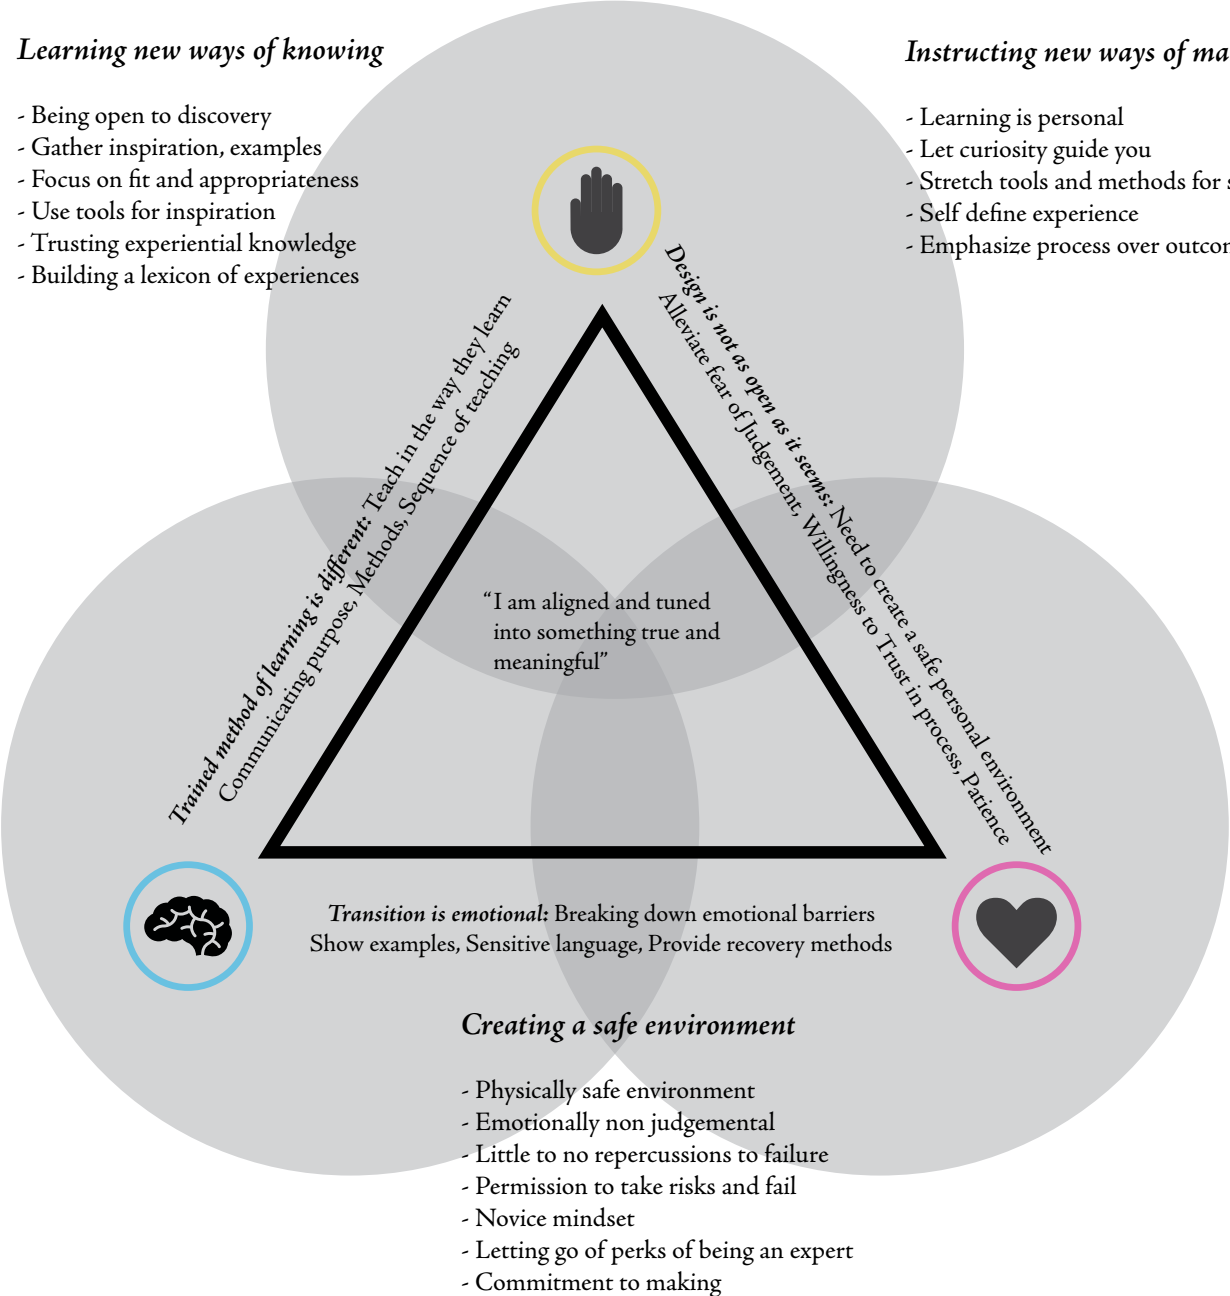 Learning new ways of knowing
- Being open to discovery
- Gather inspiration, examples
- Focus on fit and appropriateness
- Use tools for inspiration
- Trusting experiential knowledge
- Building a lexicon of experiences
Instructing new ways of
- Learning is personal
- Let curiosity guide you
- Stretch tools and methods for
- Self define experience
- Emphasize process over
Trained method of learning is different: Teach in the way they learn
Communicating purpose, Methods, Sequence of teaching
Design is not as open as it seems: Need to create a safe personal environment
Alleviate fear of Judgement, Willingness to Trust in process, Patience
“I am aligned and tuned
into something true and
meaningful”
Transition is emotional: Breaking down emotional barriers
Show examples, Sensitive language, Provide recovery methods
Creating a safe environment
- Physically safe environment
- Emotionally non judgemental
- Little to no repercussions to failure
- Permission to take risks and fail
- Novice mindset
- Letting go of perks of being an expert
- Commitment to making